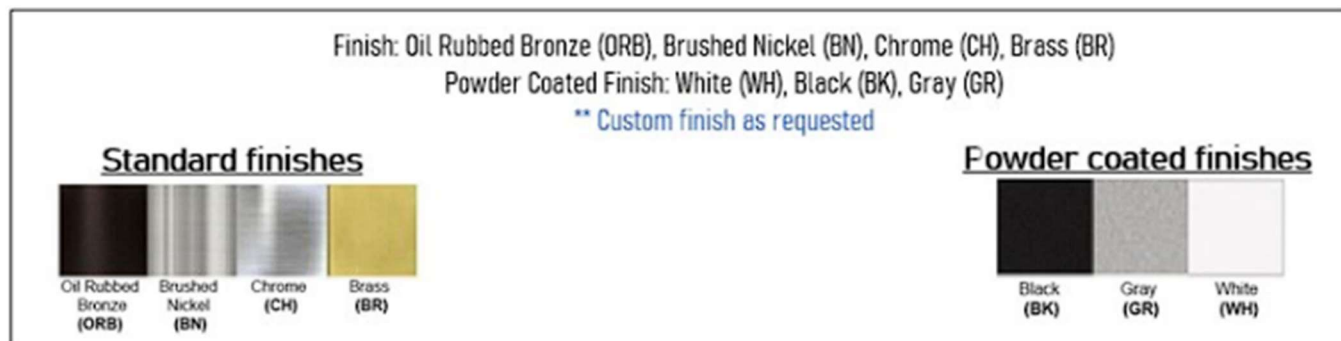 Finish: Oil Rubbed Bronze (ORB), Brushed Nickel (BN), Chrome (CH), Brass (BR)
Powder Coated Finish: White (WH), Black (BK), Gray (GR)
** Custom finish as requested
Standard finishes
Oil Rubbed
Bronze
(ORB)
Brushed
Nickel
(BN)
Chrome
(CH)
Brass
(BR)
Powder coated finishes
Black
(BK)
Gray
(GR)
White
(WH)